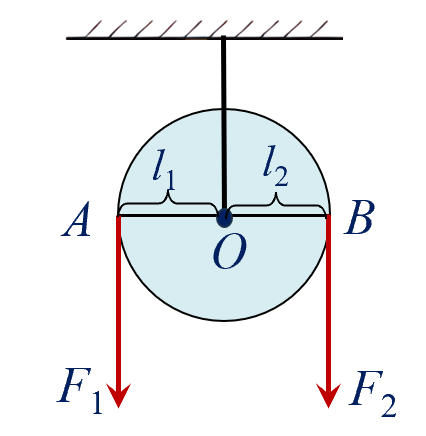 l₁ l₂
A O B
F₁ F₂